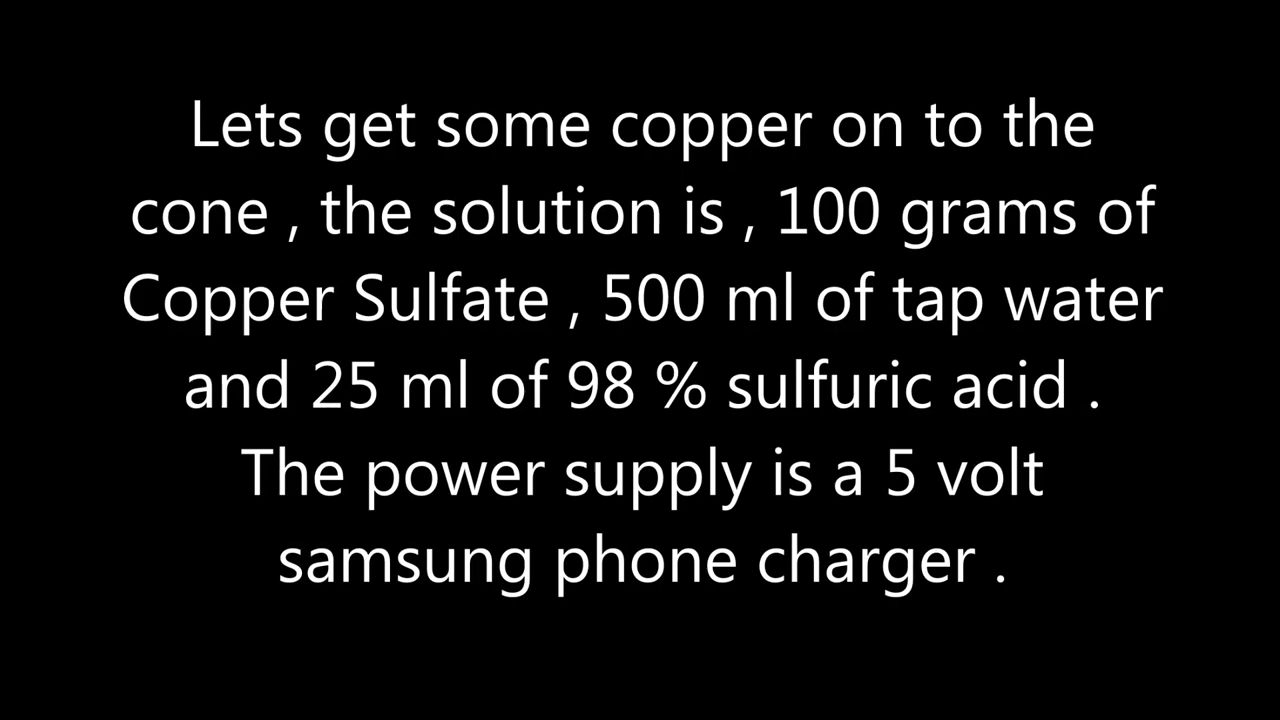 Lets get some copper on to the
cone , the solution is , 100 grams of
Copper Sulfate , 500 ml of tap water
and 25 ml of 98 % sulfuric acid .
The power supply is a 5 volt
samsung phone charger .